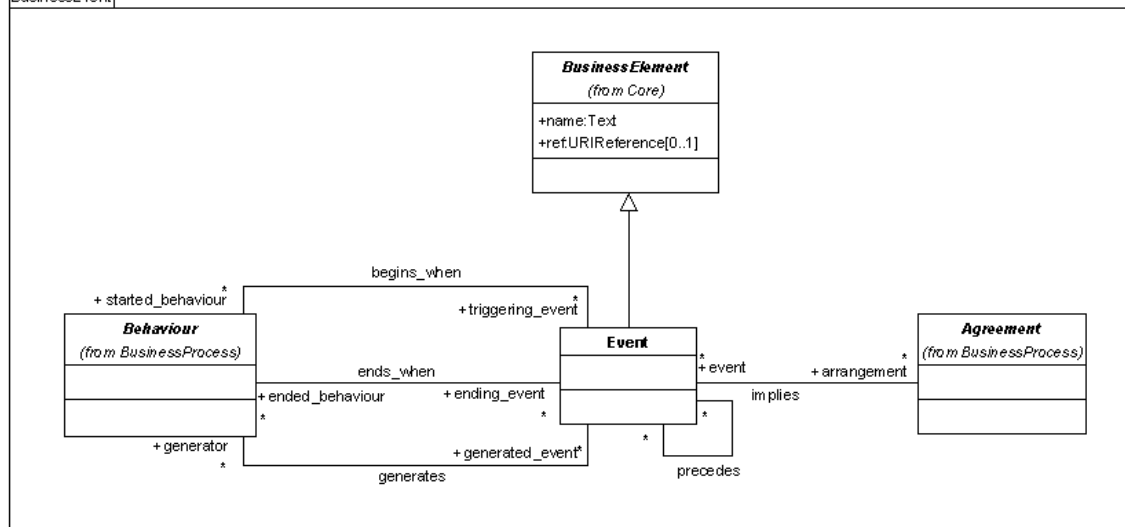 BusinessElement
(from Core)
+name:Text
+ref:URIReference[0..1]
begins_when
*
+ started_behaviour
*
+triggering_event
Behaviour
(from BusinessProcess)
Event
Agreement
(from BusinessProcess)
ends_when
*
+ event
*
+ arrangement
+ ended_behaviour
*
+ ending_event
*
implies
+ generator
*
+ generated_event*
generates
*
*
precedes